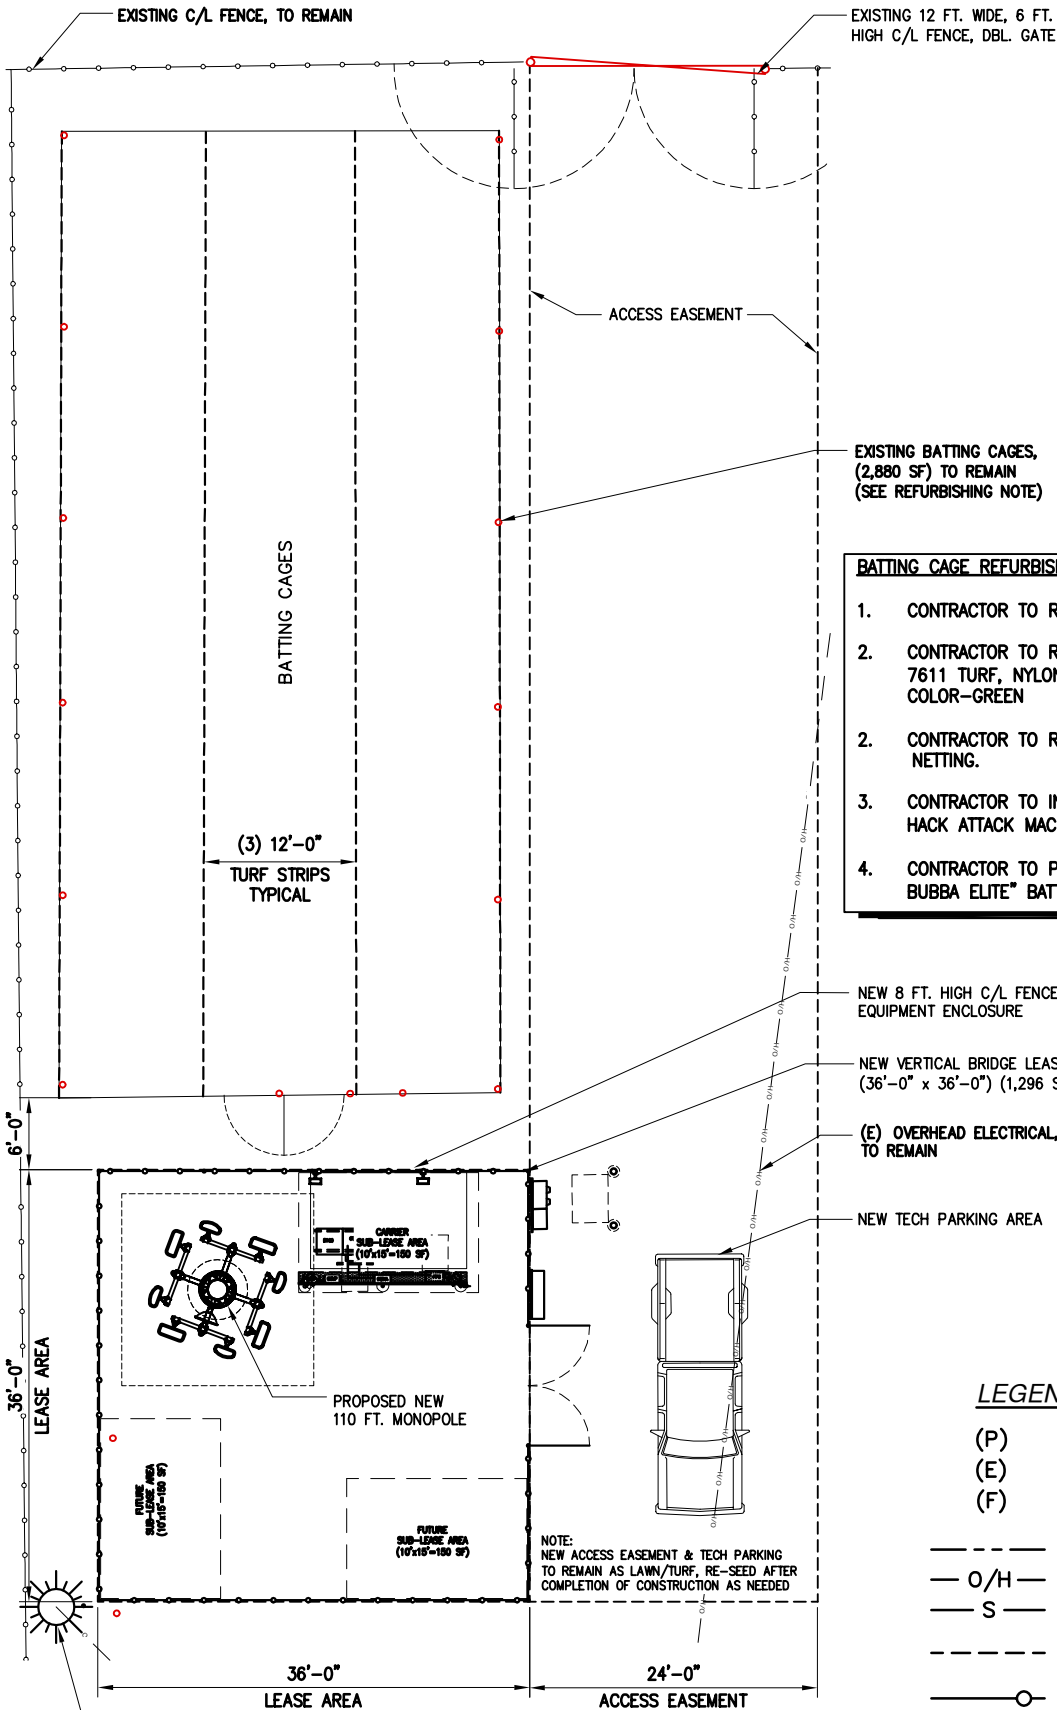 EXISTING C/L FENCE, TO REMAIN
EXISTING 12 FT. WIDE, 6 FT.
HIGH C/L FENCE, DBL. GATE
ACCESS EASEMENT
EXISTING BATTING CAGES,
(2,880 SF) TO REMAIN
(SEE REFURBISHING NOTE)
BATTING CAGES
BATTING CAGE REFURBIS
1. CONTRACTOR TO R
2. CONTRACTOR TO R
7611 TURF, NYLON
COLOR-GREEN
2. CONTRACTOR TO R
NETTING.
3. CONTRACTOR TO IN
HACK ATTACK MAC
4. CONTRACTOR TO P
BUBBA ELITE" BAT
(3) 12'-0"
TURF STRIPS
TYPICAL
NEW 8 FT. HIGH C/L FENCE
EQUIPMENT ENCLOSURE
NEW VERTICAL BRIDGE LEAS
(36'-0" x 36'-0") (1,296 S
6'-0"
(E) OVERHEAD ELECTRICAL,
TO REMAIN
NEW TECH PARKING AREA
CARRIER
SUB-LEASE AREA
(10'x15'=150 SF)
36'-0"
LEASE AREA
PROPOSED NEW
110 FT. MONOPOLE
FUTURE
SUB-LEASE AREA
(10'x15'=150 SF)
FUTURE
SUB-LEASE AREA
(10'x15'=150 SF)
NOTE:
NEW ACCESS EASEMENT & TECH PARKING
TO REMAIN AS LAWN/TURF, RE-SEED AFTER
COMPLETION OF CONSTRUCTION AS NEEDED
O/H
O/H
O/H
O/H
O/H
O/H
O/H
O/H
O/H
O/H
O/H
O/H
O/H
LEGEN
(P)
(E)
(F)
O/H
S
36'-0"
LEASE AREA
24'-0"
ACCESS EASEMENT